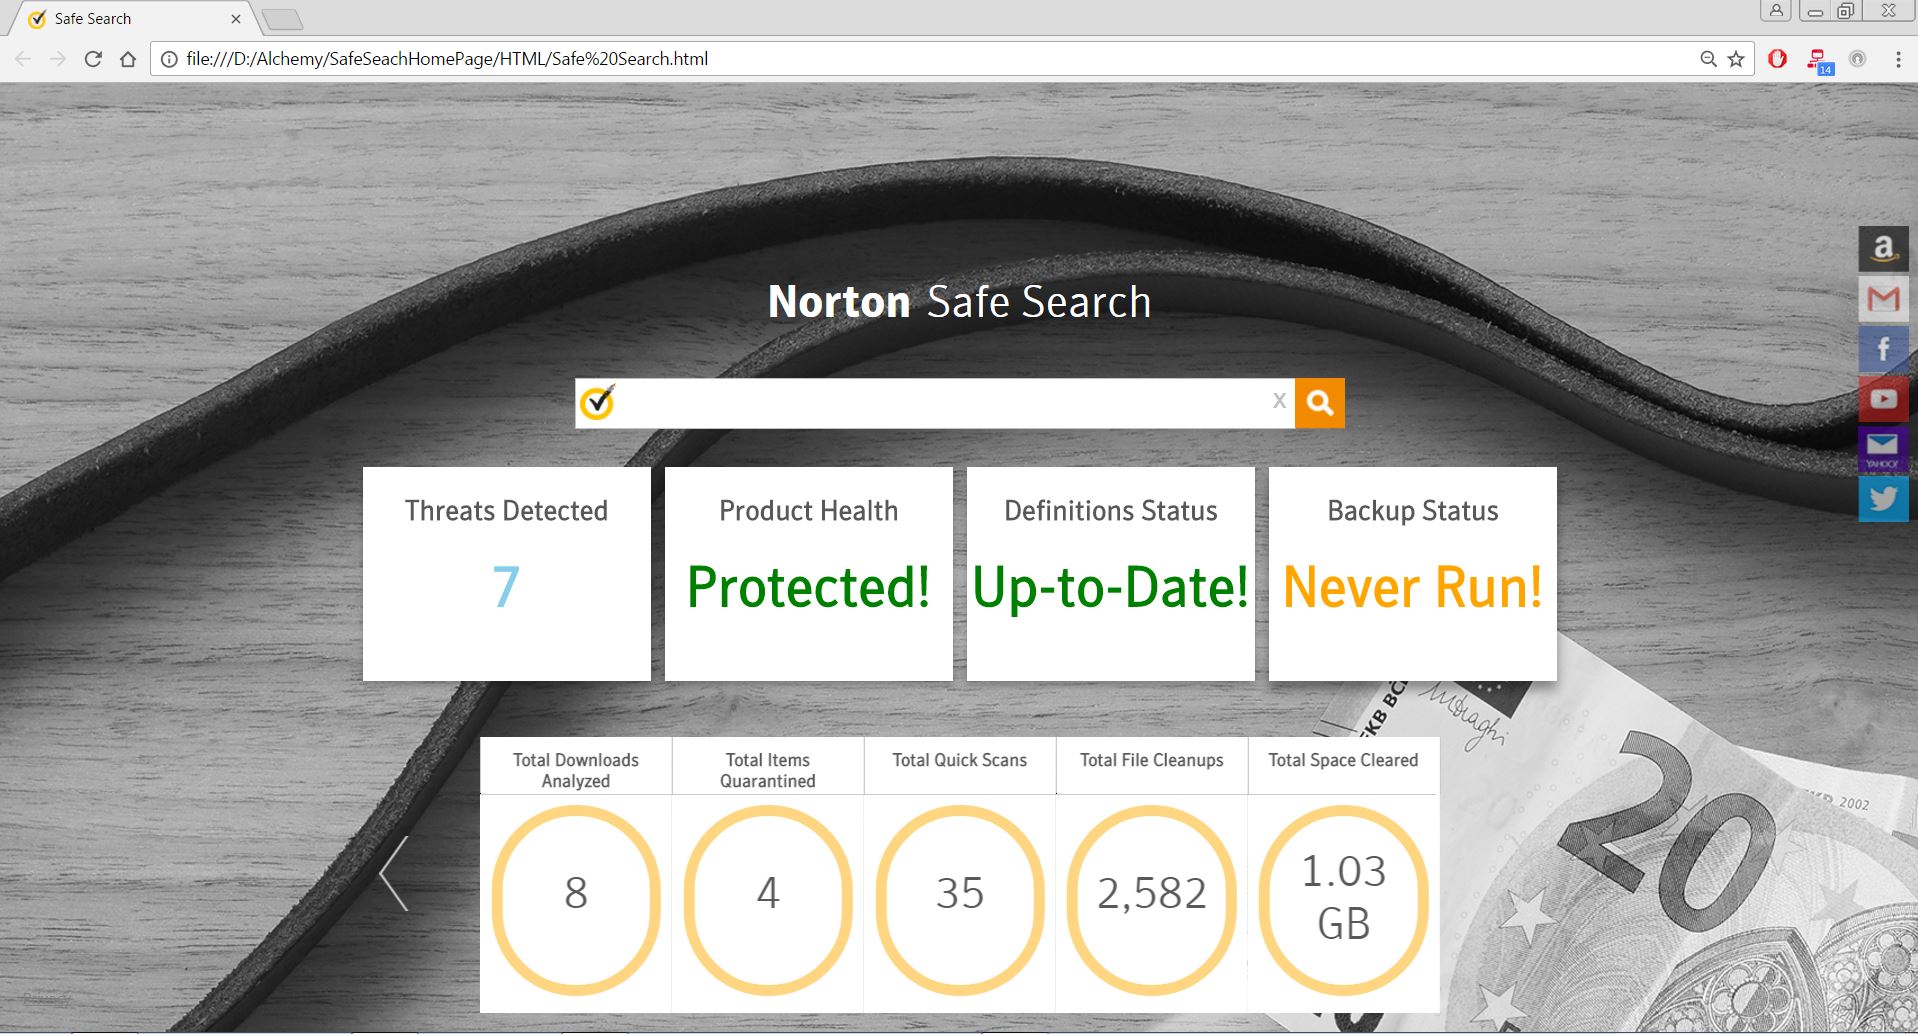 Safe Search
file:///D:/Alchemy/SafeSeachHomePage/HTML/Safe%20Search.html
14
a
f
YAHOO!
Norton Safe Search
X
Threats Detected
7
Product Health
Protected!
Definitions Status
Up-to-Date!
Backup Status
Never Run!
Total Downloads
Analyzed
8
Total Items
Quarantined
4
Total Quick Scans
35
Total File Cleanups
2,582
Total Space Cleared
1.03
GB
20
2002